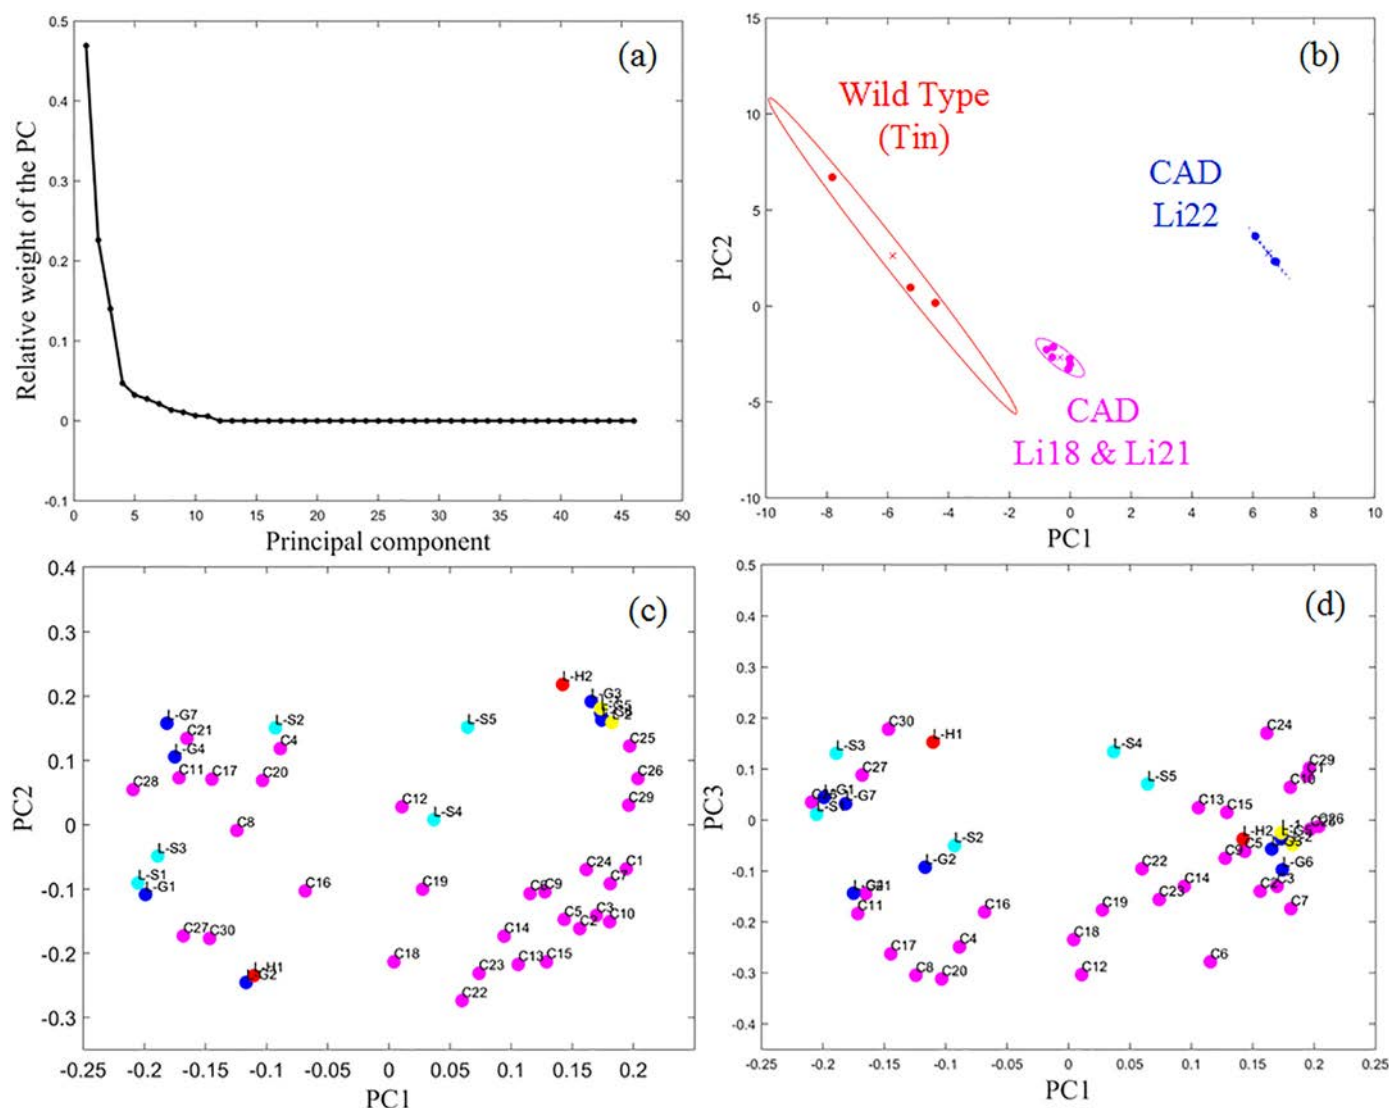 (a)
Relative weight of the PC
0.5
0.4
0.3
0.2
0.1
0
-0.1
0 5 10 15 20 25 30 35 40 45 50
Principal component
(b)
Wild Type
(Tin)
CAD
Li22
CAD
Li18 & Li21
PC2
15
10
5
0
-5
-10
-10 -8 -6 -4 -2 0 2 4 6 8 10
PC1
(c)
PC2
0.4
0.3
0.2
0.1
0
-0.1
-0.2
-0.3
L-H2
L-G3
L-G7
C21
L-S2
L-S5
C4
L-G4
C25
C11
C17
C20
C26
C28
C29
C12
L-S4
C8
L-S3
C24
C1
L-S1
C7
L-G1
C16
C19
C9
C3
C5
C10
C2
C27
C30
C14
C18
C13
C15
L-H1
C23
C22
-0.25 -0.2 -0.15 -0.1 -0.05 0 0.05 0.1 0.15 0.2
PC1
(d)
PC3
0.5
0.4
0.3
0.2
0.1
0
-0.1
-0.2
-0.3
-0.4
C30
L-H1
C24
L-S3
L-S4
C27
C29
L-S5
L-G1
L-G7
C13
C15
L-H2
L-S2
C5
C9
L-G2
C22
L-G6
C3
C14
C23
C11
C16
C19
C7
C18
C4
C17
C8
C20
C12
C6
-0.25 -0.2 -0.15 -0.1 -0.05 0 0.05 0.1 0.15 0.2 0.25
PC1